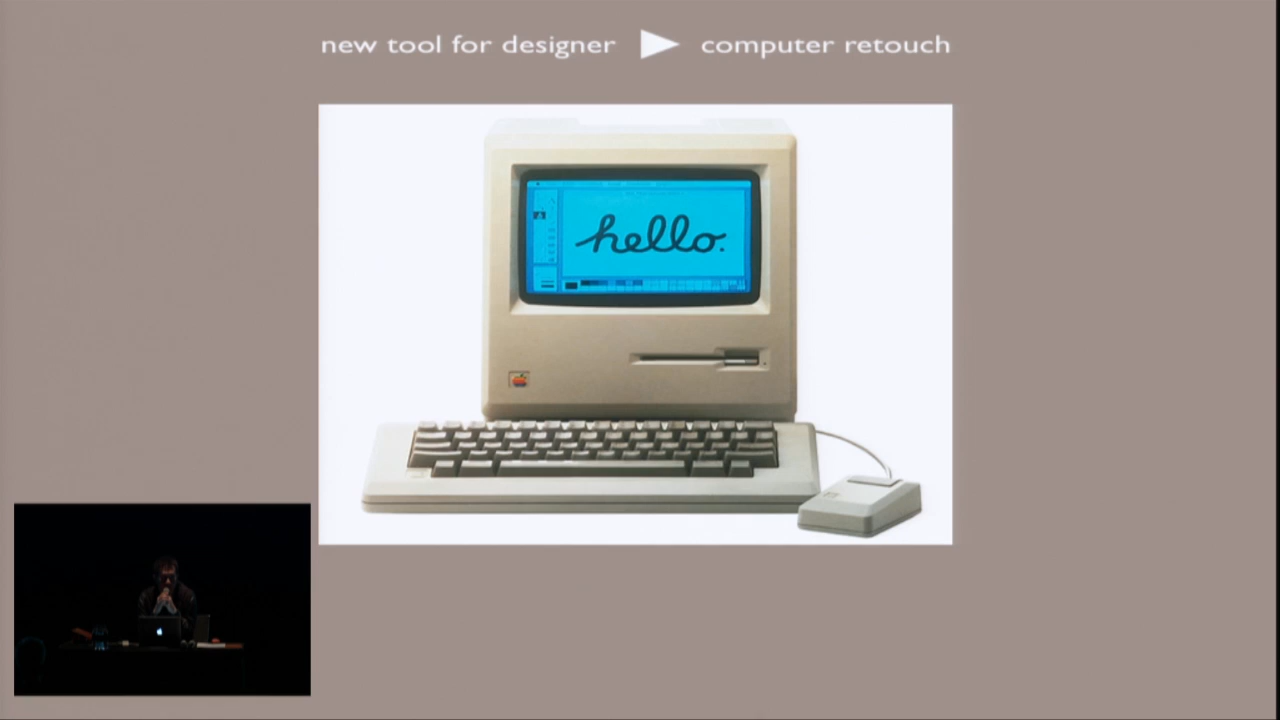 new tool for designer ▶ computer retouch
hello.